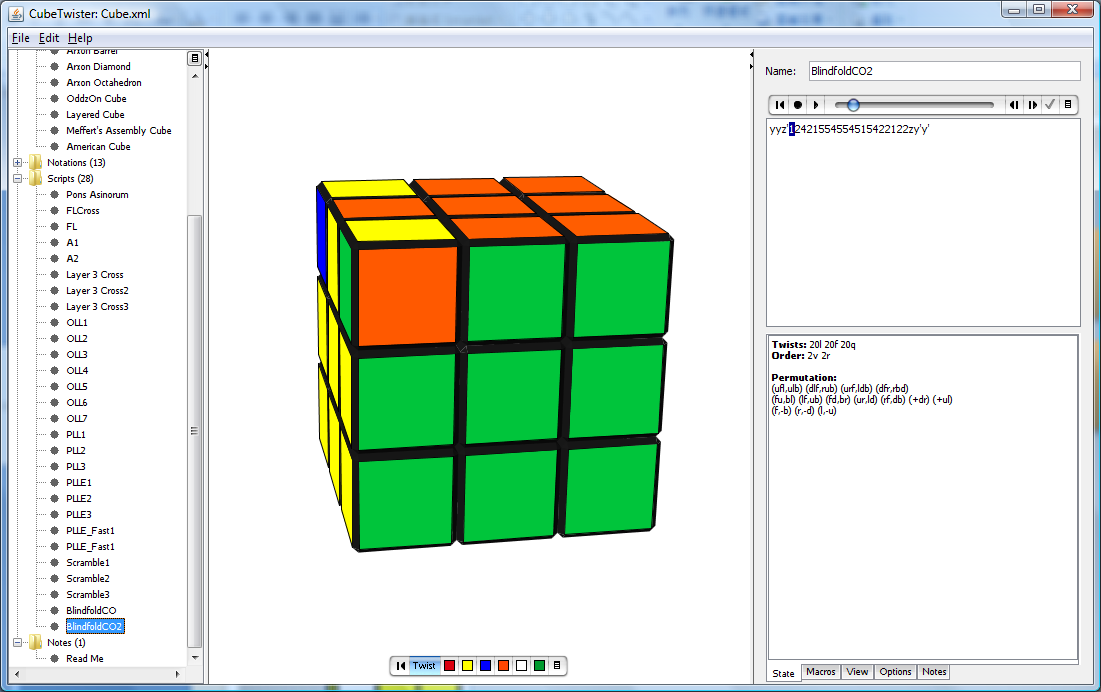 CubeTwister: Cube.xml
File Edit Help
Arxon Barrel
Arxon Diamond
Arxon Octahedron
OddzOn Cube
Layered Cube
Meffert's Assembly Cube
American Cube
Notations (13)
Scripts (28)
Pons Asinorum
FLCross
FL
A1
A2
Layer 3 Cross
Layer 3 Cross2
Layer 3 Cross3
OLL1
OLL2
OLL3
OLL4
OLL5
OLL6
OLL7
PLL1
PLL2
PLL3
PLLE1
PLLE2
PLLE3
PLLE_Fast1
PLLE_Fast1
Scramble1
Scramble2
Scramble3
BlindfoldCO
BlindfoldCO2
Notes (1)
Read Me
Twist
Name: BlindfoldCO2
yyz'12421554554515422122zy'y'
Twists: 20l 20f 20q
Order: 2v 2r
Permutation:
(ufl,ulb) (dlf,rub) (urf,ldb) (dfr,rbd)
(fu,bl) (lf,ub) (fd,br) (ur,ld) (rf,db) (+dr) (+ul)
(f,-b) (r,-d) (l,-u)
State Macros View Options Notes